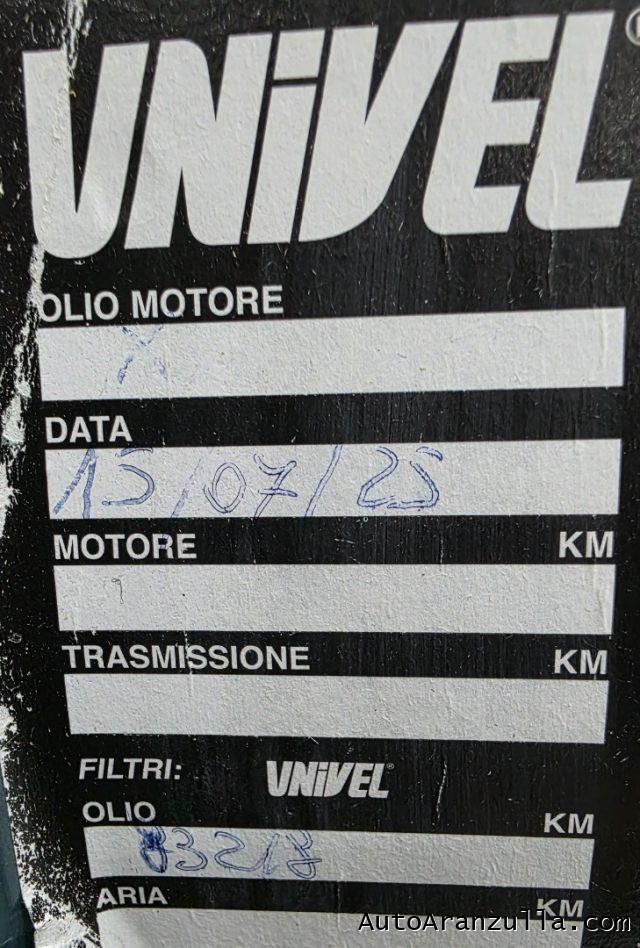 UNiVEL®
OLIO MOTORE
X
DATA
15/07/25
MOTORE KM
TRASMISSIONE KM
FILTRI: UNiVEL®
OLIO KM
ARIA KM
AutoAranzulla.com